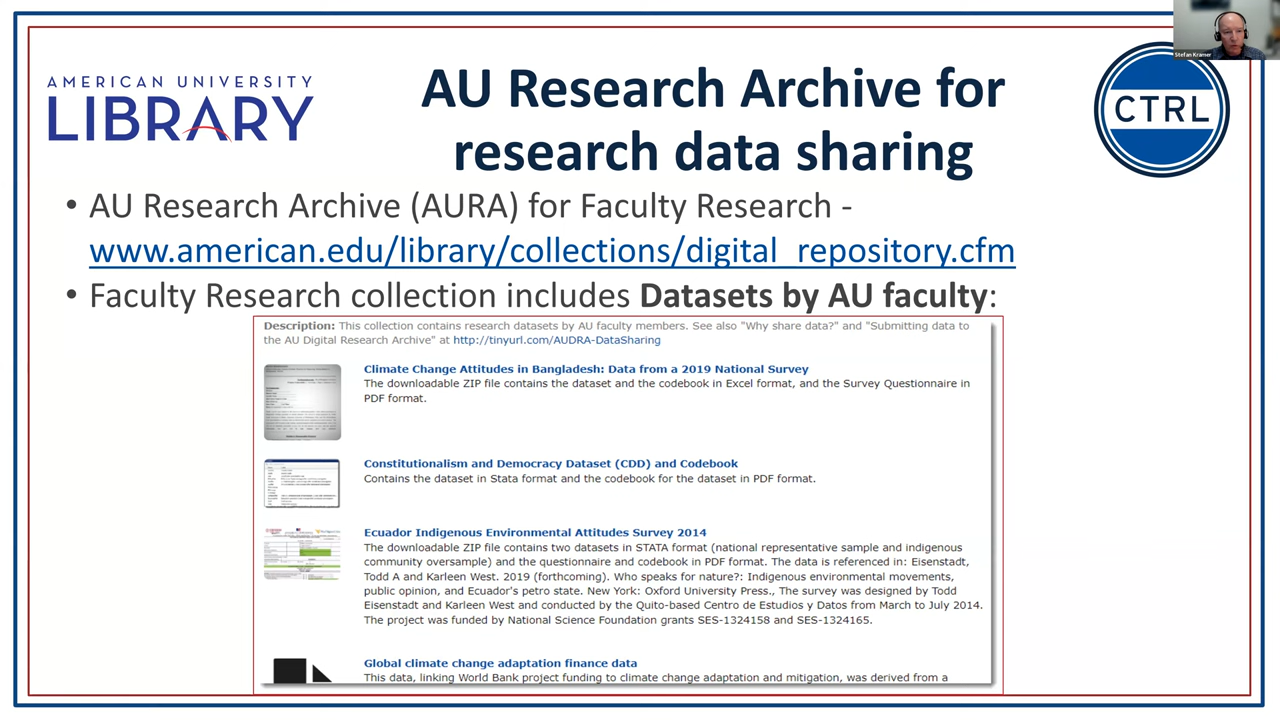 Stefan Kramer
AMERICAN UNIVERSITY
LIBRARY
AU Research Archive for
research data sharing
CTRL
• AU Research Archive (AURA) for Faculty Research -
www.american.edu/library/collections/digital_repository.cfm
• Faculty Research collection includes Datasets by AU faculty:
Description: This collection contains research datasets by AU faculty members. See also "Why share data?" and "Submitting data to
the AU Digital Research Archive" at http://tinyurl.com/AUDRA-DataSharing
Climate Change Attitudes in Bangladesh: Data from a 2019 National Survey
The downloadable ZIP file contains the dataset and the codebook in Excel format, and the Survey Questionnaire in
PDF format.
Constitutionalism and Democracy Dataset (CDD) and Codebook
Contains the dataset in Stata format and the codebook for the dataset in PDF format.
Ecuador Indigenous Environmental Attitudes Survey 2014
The downloadable ZIP file contains two datasets in STATA format (national representative sample and indigenous
community oversample) and the questionnaire and codebook in PDF format. The data is referenced in: Eisenstadt,
Todd A and Karleen West. 2019 (forthcoming). Who speaks for nature?: Indigenous environmental movements,
public opinion, and Ecuador's petro state. New York: Oxford University Press., The survey was designed by Todd
Eisenstadt and Karleen West and conducted by the Quito-based Centro de Estudios y Datos from March to July 2014.
The project was funded by National Science Foundation grants SES-1324158 and SES-1324165.
Global climate change adaptation finance data
This data, linking World Bank project funding to climate change adaptation and mitigation, was derived from a